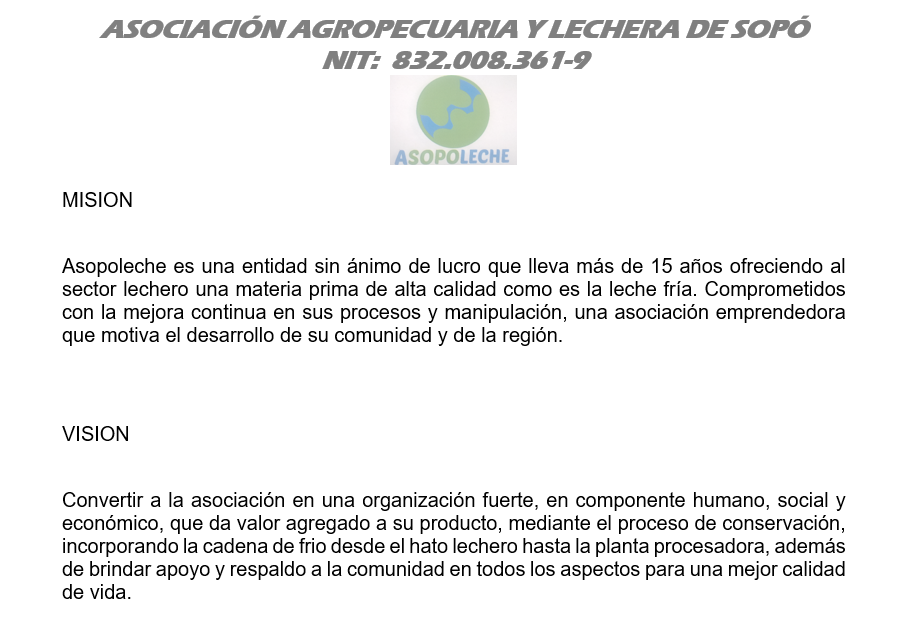 ASOCIACIÓN AGROPECUARIA Y LECHERA DE SOPÓ
NIT: 832.008.361-9
ASOPOLECHE
MISION
Asopoleche es una entidad sin ánimo de lucro que lleva más de 15 años ofreciendo al
sector lechero una materia prima de alta calidad como es la leche fría. Comprometidos
con la mejora continua en sus procesos y manipulación, una asociación emprendedora
que motiva el desarrollo de su comunidad y de la región.
VISION
Convertir a la asociación en una organización fuerte, en componente humano, social y
económico, que da valor agregado a su producto, mediante el proceso de conservación,
incorporando la cadena de frio desde el hato lechero hasta la planta procesadora, además
de brindar apoyo y respaldo a la comunidad en todos los aspectos para una mejor calidad
de vida.